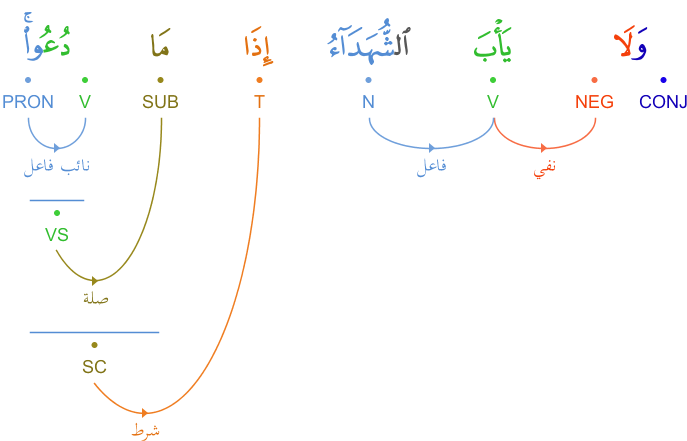 وَلَا يَأْبَ ٱلشُّهَدَآءُ إِذَا مَا دُعُوا۟ۚ
CONJ NEG V N T SUB V PRON
نفي فاعل نائب فاعل
VS
صلة
SC
شرط